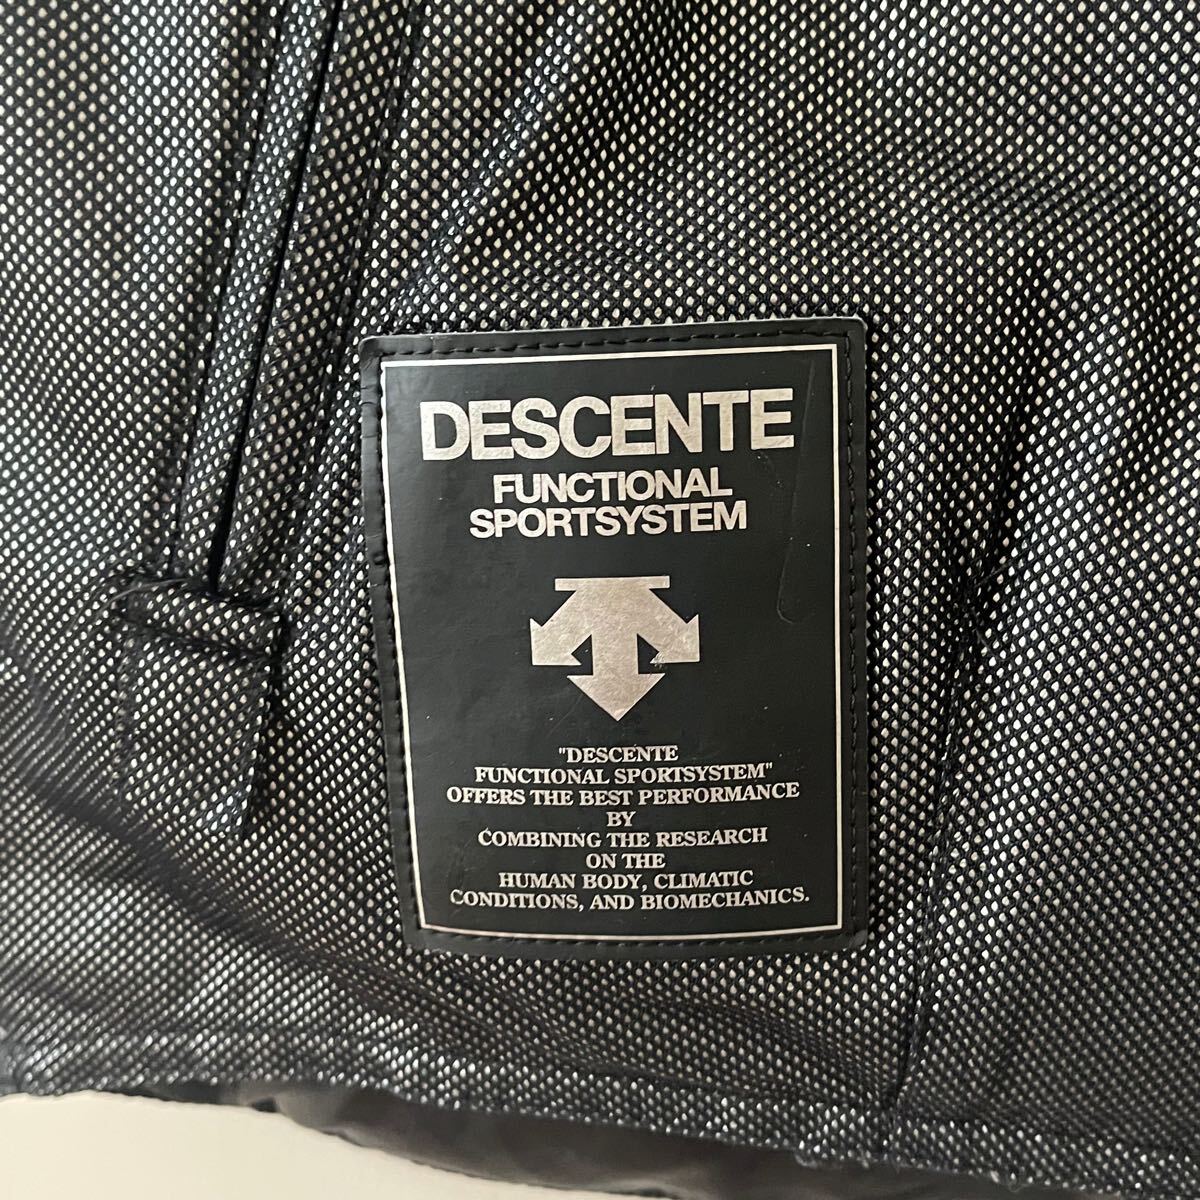 DESCENTE
FUNCTIONAL
SPORTSYSTEM
"DESCENTE
FUNCTIONAL SPORTSYSTEM"
OFFERS THE BEST PERFORMANCE
BY
COMBINING THE RESEARCH
ON THE
HUMAN BODY, CLIMATIC
CONDITIONS, AND BIOMECHANICS.